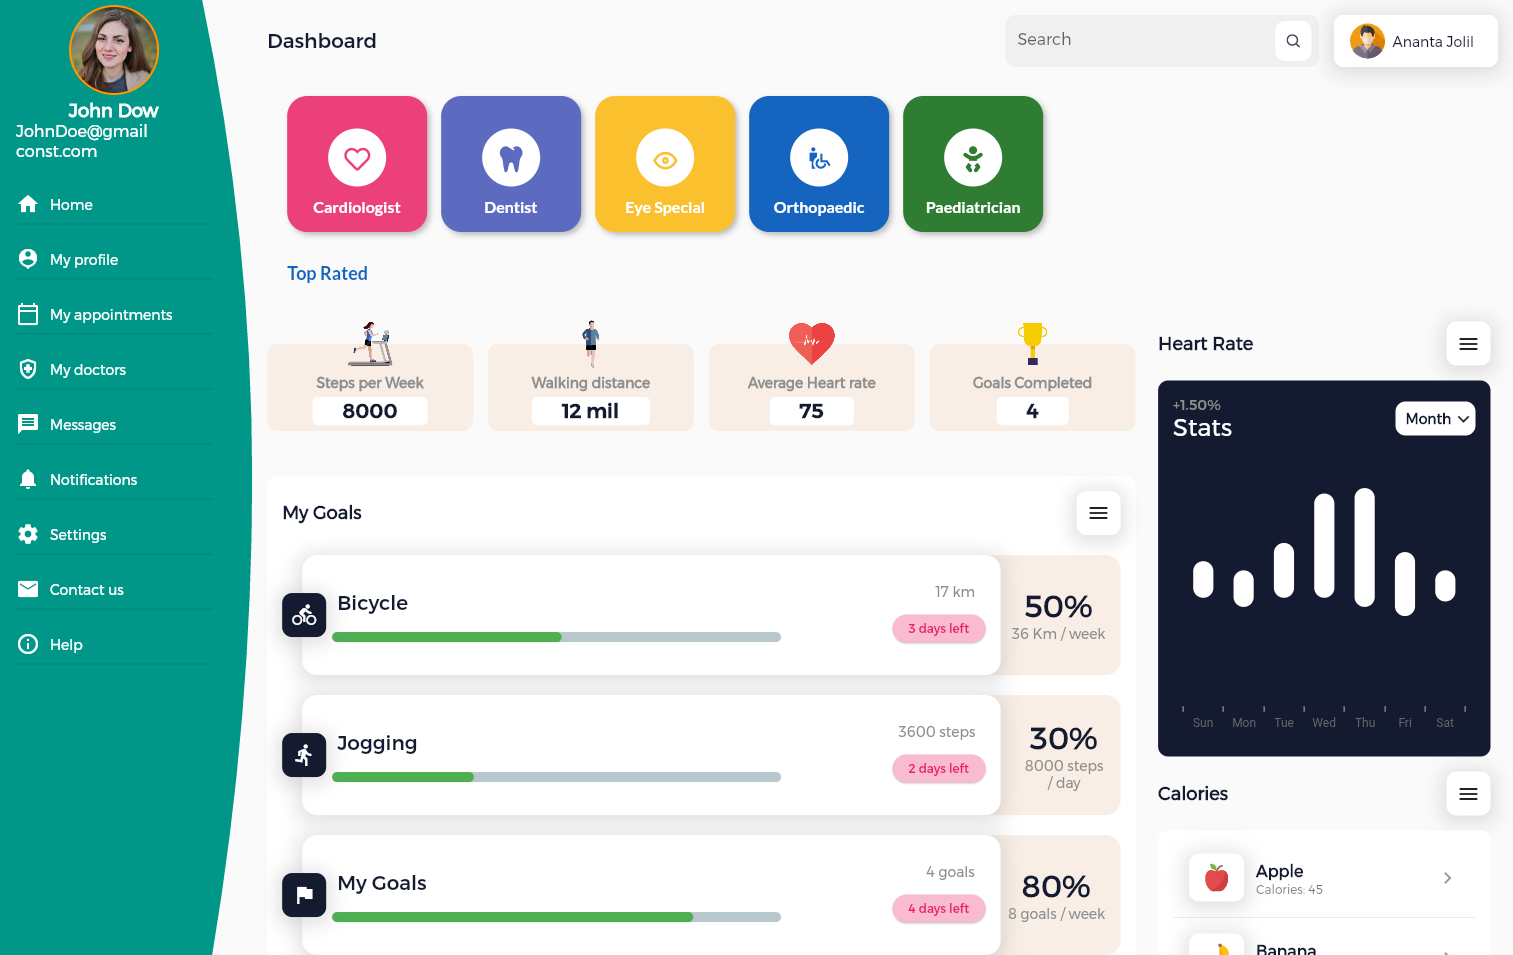 John Dow
JohnDoe@gmail
const.com
Home
My profile
My appointments
My doctors
Messages
Notifications
Settings
Contact us
Help
Dashboard
Search
Ananta Jolil
Cardiologist
Dentist
Eye Special
Orthopaedic
Paediatrician
Top Rated
Steps per Week
8000
Walking distance
12 mil
Average Heart rate
75
Goals Completed
4
My Goals
Bicycle
17 km
3 days left
50%
36 Km / week
Jogging
3600 steps
2 days left
30%
8000 steps
/ day
My Goals
4 goals
4 days left
80%
8 goals / week
Heart Rate
+1.50%
Stats
Month
Sun Mon Tue Wed Thu Fri Sat
Calories
Apple
Calories: 45
Banana